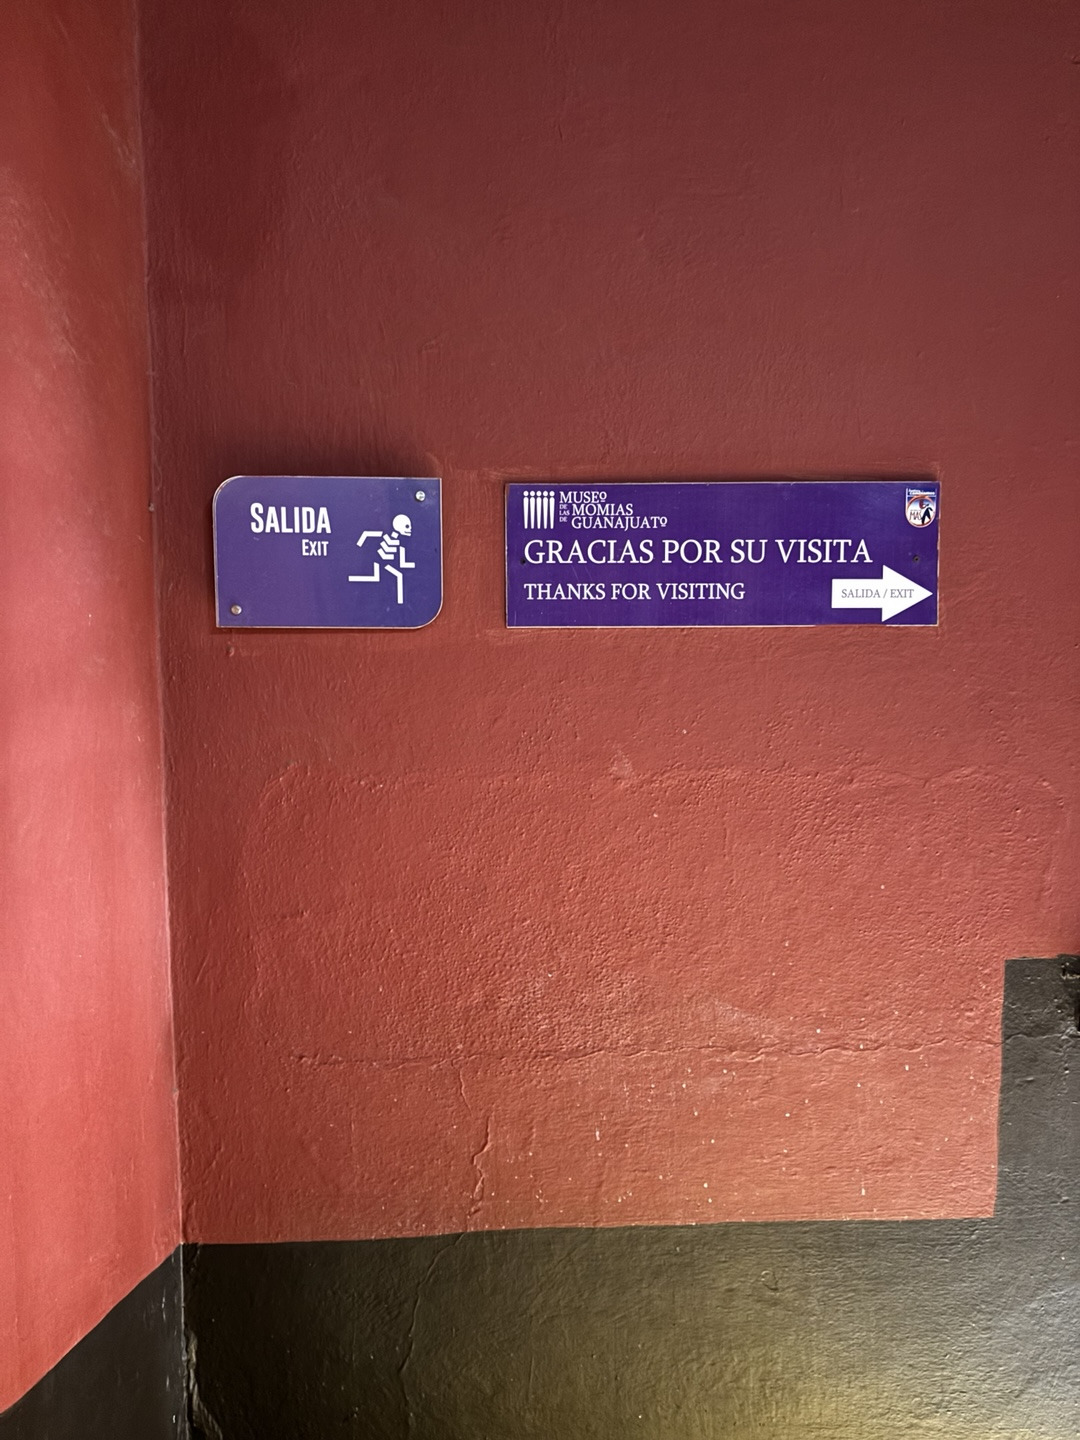 SALIDA
EXIT
MUSEO
DE LAS MOMIAS
DE GUANAJUATO
GRACIAS POR SU VISITA
THANKS FOR VISITING
SALIDA / EXIT